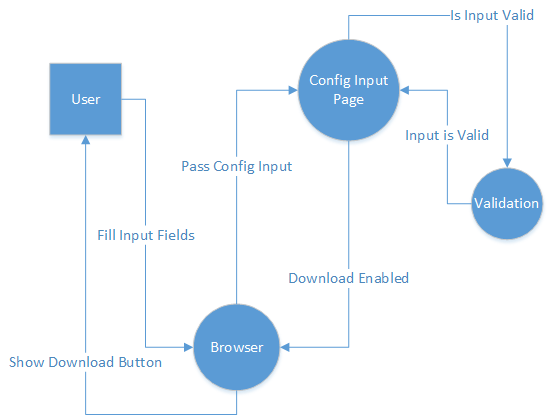 Is Input Valid
Config Input
Page
User
Input is Valid
Pass Config Input
Validation
Fill Input Fields
Download Enabled
Browser
Show Download Button